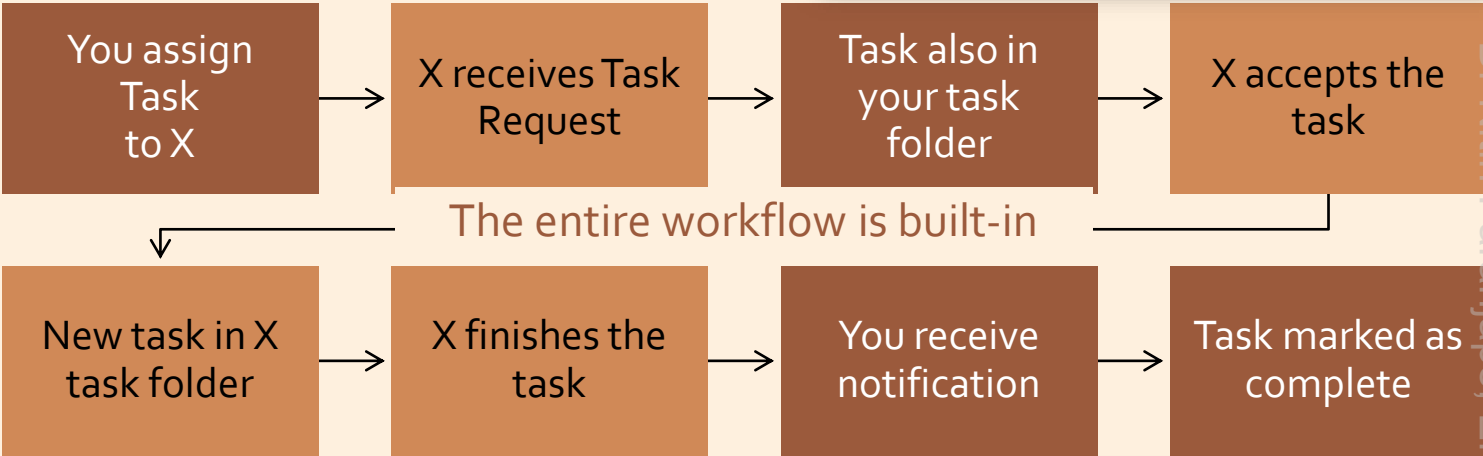 You assign
Task
to X
X receives Task
Request
Task also in
your task
folder
X accepts the
task
The entire workflow is built-in
New task in X
task folder
X finishes the
task
You receive
notification
Task marked as
complete